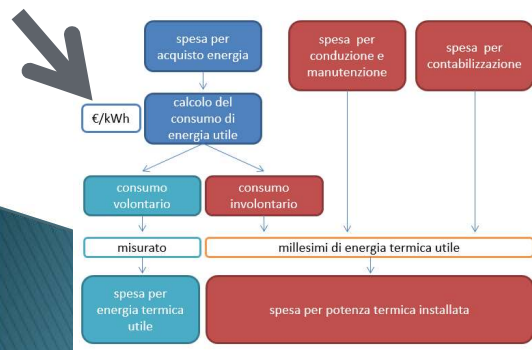 spesa per
acquisto energia
spesa per
conduzione e
manutenzione
spesa per
contabilizzazione
€/kWh
calcolo del
consumo di
energia utile
consumo
volontario
consumo
involontario
misurato
millesimi di energia termica utile
spesa per
energia termica
utile
spesa per potenza termica installata